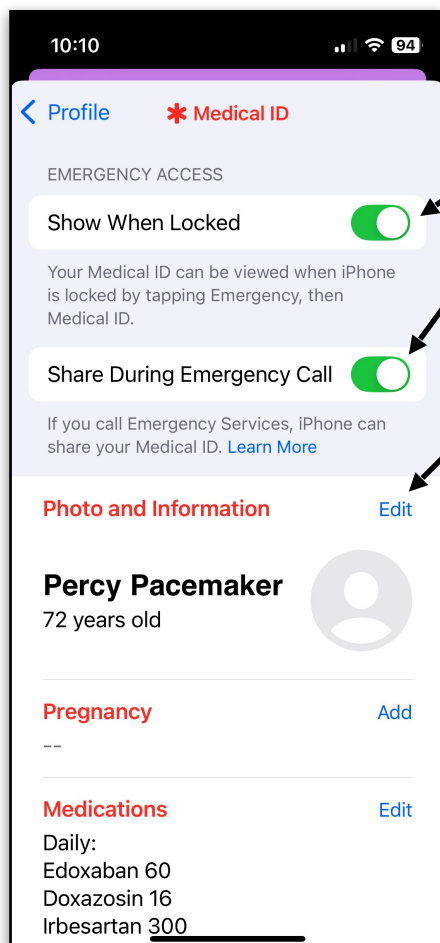 10:10
94
Profile
Medical ID
EMERGENCY ACCESS
Show When Locked
Your Medical ID can be viewed when iPhone
is locked by tapping Emergency, then
Medical ID.
Share During Emergency Call
If you call Emergency Services, iPhone can
share your Medical ID. Learn More
Photo and Information Edit
Percy Pacemaker
72 years old
Pregnancy Add
--
Medications Edit
Daily:
Edoxaban 60
Doxazosin 16
Irbesartan 300